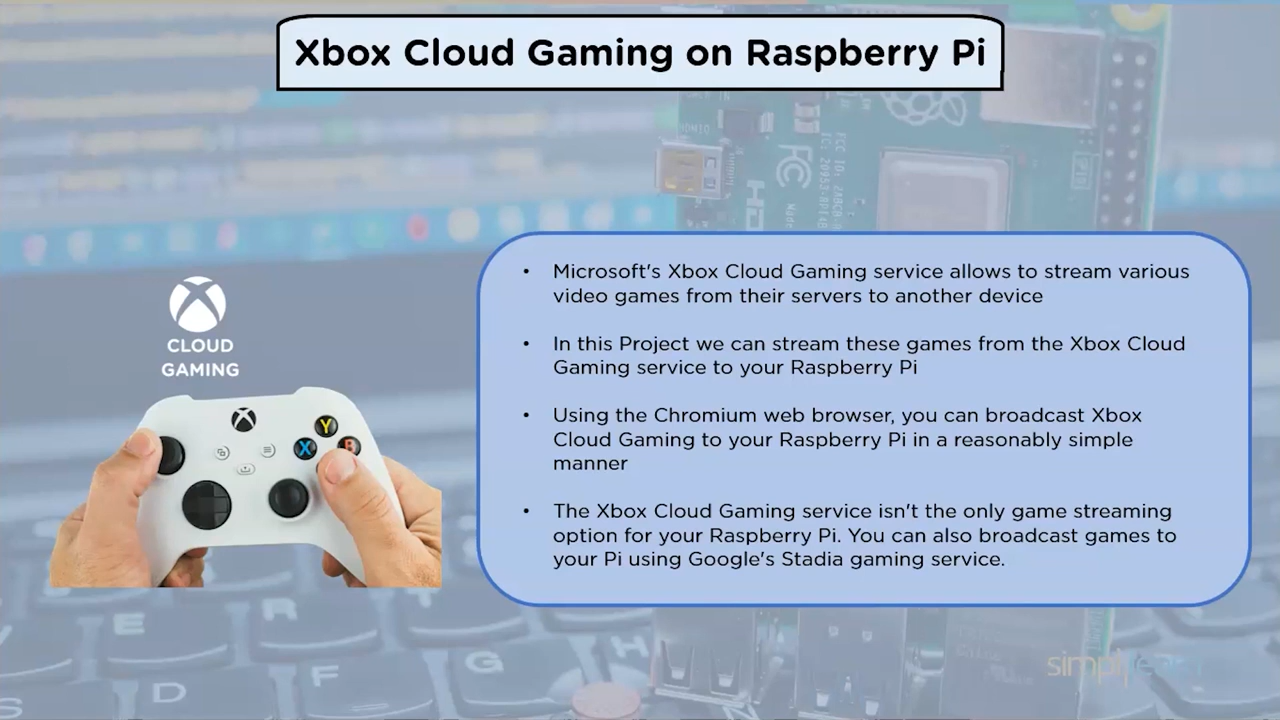 Xbox Cloud Gaming on Raspberry Pi
CLOUD
GAMING
Y
X
B
• Microsoft's Xbox Cloud Gaming service allows to stream various
video games from their servers to another device
• In this Project we can stream these games from the Xbox Cloud
Gaming service to your Raspberry Pi
• Using the Chromium web browser, you can broadcast Xbox
Cloud Gaming to your Raspberry Pi in a reasonably simple
manner
• The Xbox Cloud Gaming service isn't the only game streaming
option for your Raspberry Pi. You can also broadcast games to
your Pi using Google's Stadia gaming service.
FC
E
D
F
G
H
simplilearn